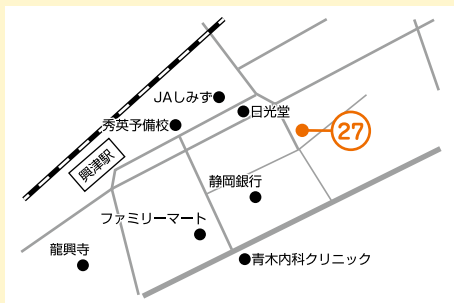 JAしみず
日光堂
秀英予備校
27
興津駅
静岡銀行
ファミリーマート
龍興寺
青木内科クリニック